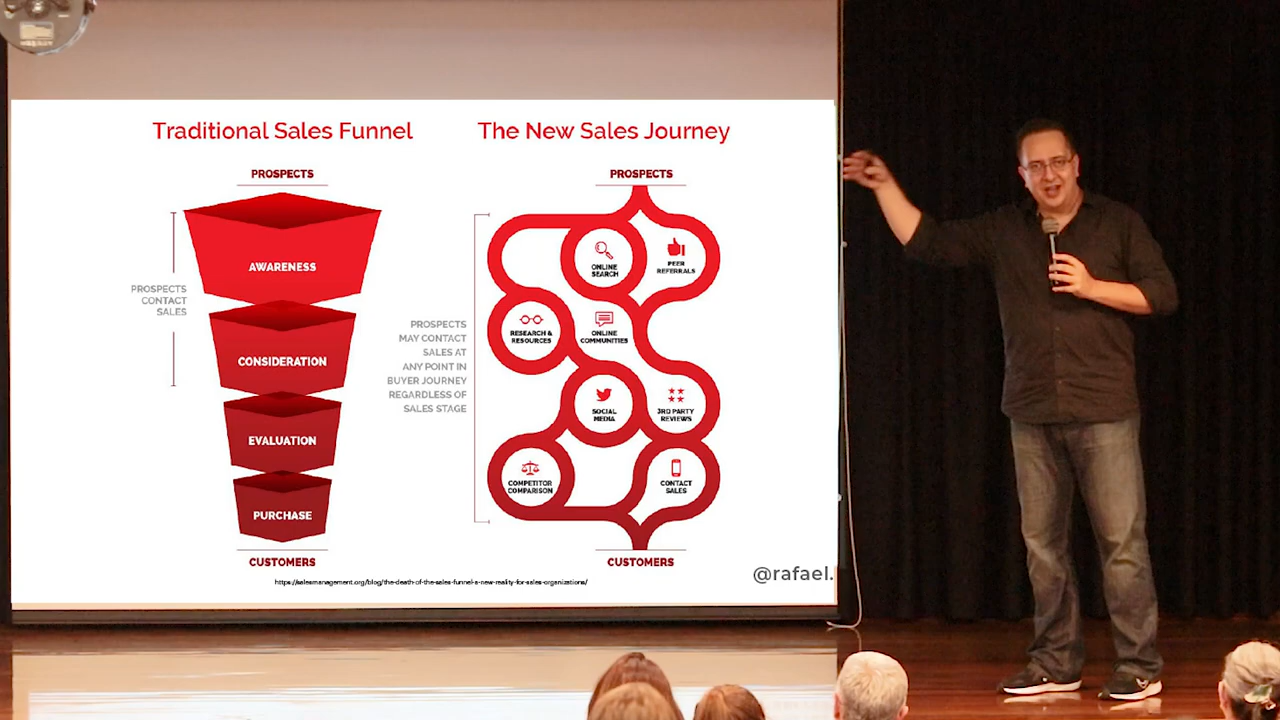 Traditional Sales Funnel
PROSPECTS
AWARENESS
CONSIDERATION
EVALUATION
PURCHASE
CUSTOMERS
PROSPECTS
CONTACT
SALES
The New Sales Journey
PROSPECTS
ONLINE
SEARCH
PEER
REFERRALS
RESEARCH &
RESOURCES
ONLINE
COMMUNITIES
SOCIAL
MEDIA
3RD PARTY
REVIEWS
COMPETITOR
COMPARISON
CONTACT
SALES
CUSTOMERS
PROSPECTS
MAY CONTACT
SALES AT
ANY POINT IN
BUYER JOURNEY
REGARDLESS OF
SALES STAGE
https://salesmanagement.org/blog/the-death-of-the-sales-funnel-a-new-reality-for-sales-organizations/
@rafael.